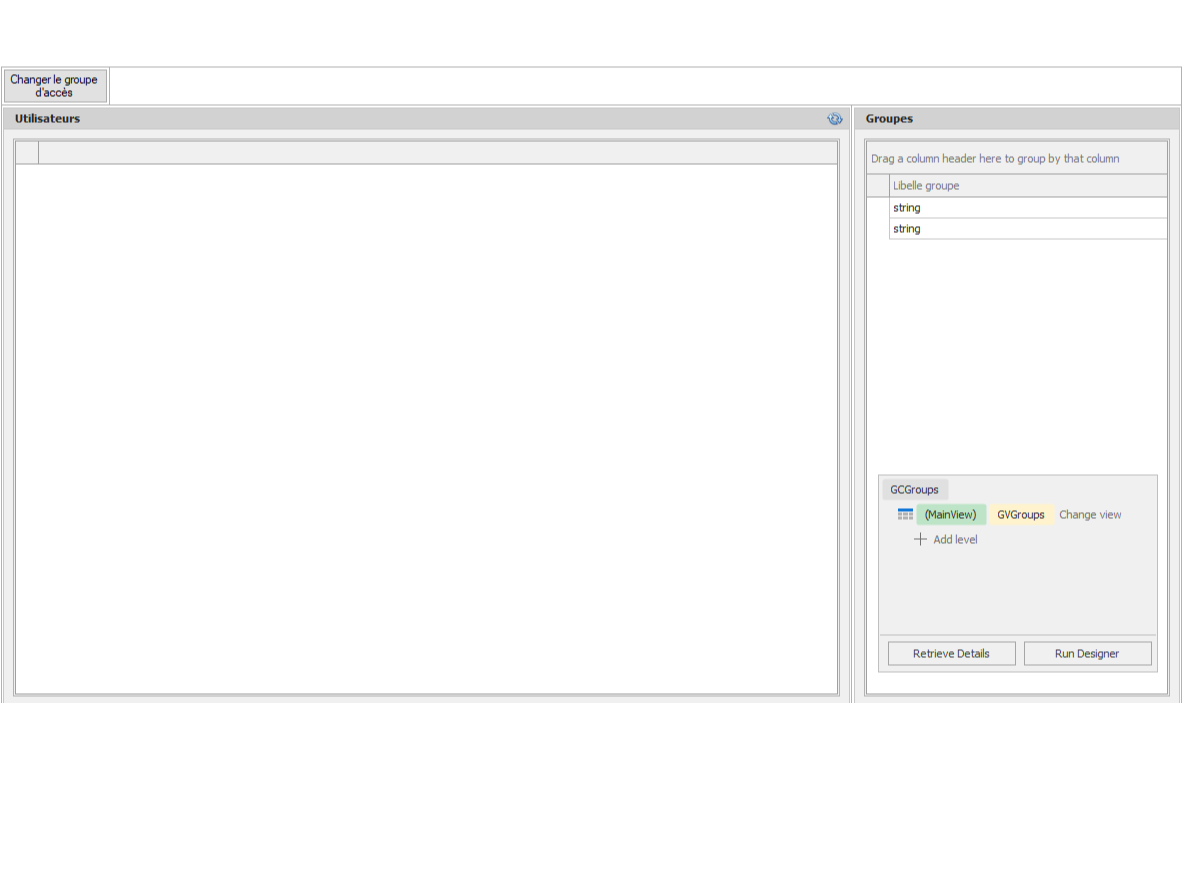 Changer le groupe
d'accès
Utilisateurs
Groupes
Drag a column header here to group by that column
Libelle groupe
string
string
GCGroups
(MainView) GVGroups Change view
Add level
Retrieve Details Run Designer